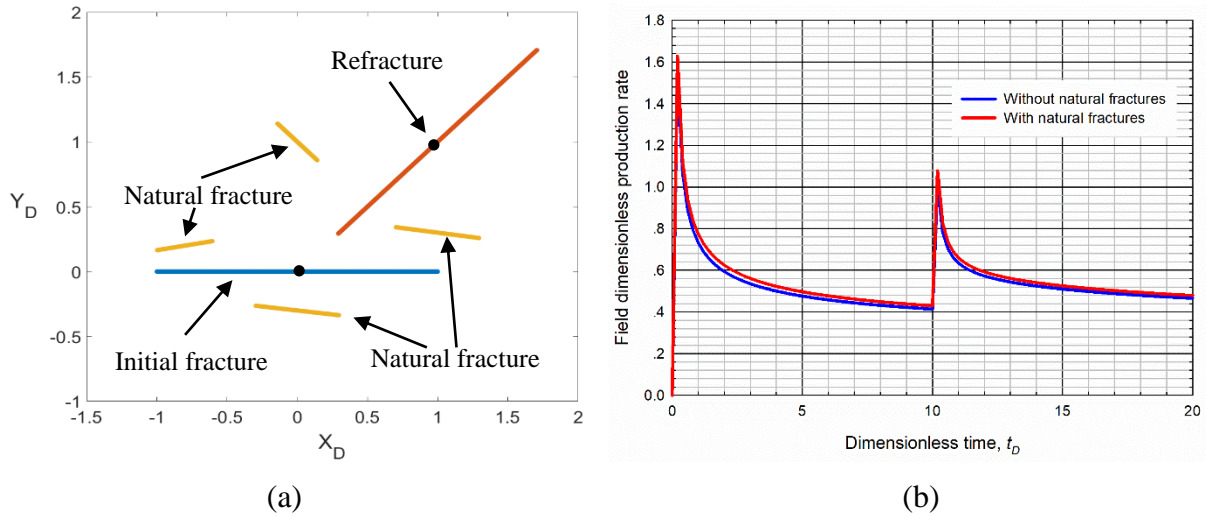 2
1.5
1
0.5
0
-0.5
-1
Y_D
-1.5
-1
-0.5
0
0.5
1
1.5
2
X_D
Refracture
Natural fracture
Initial fracture
Natural fracture
(a)
1.8
1.6
1.4
1.2
1.0
.8
.6
.4
.2
0.0
Field dimensionless production rate
Without natural fractures
With natural fractures
0
5
10
15
20
Dimensionless time, t_D
(b)